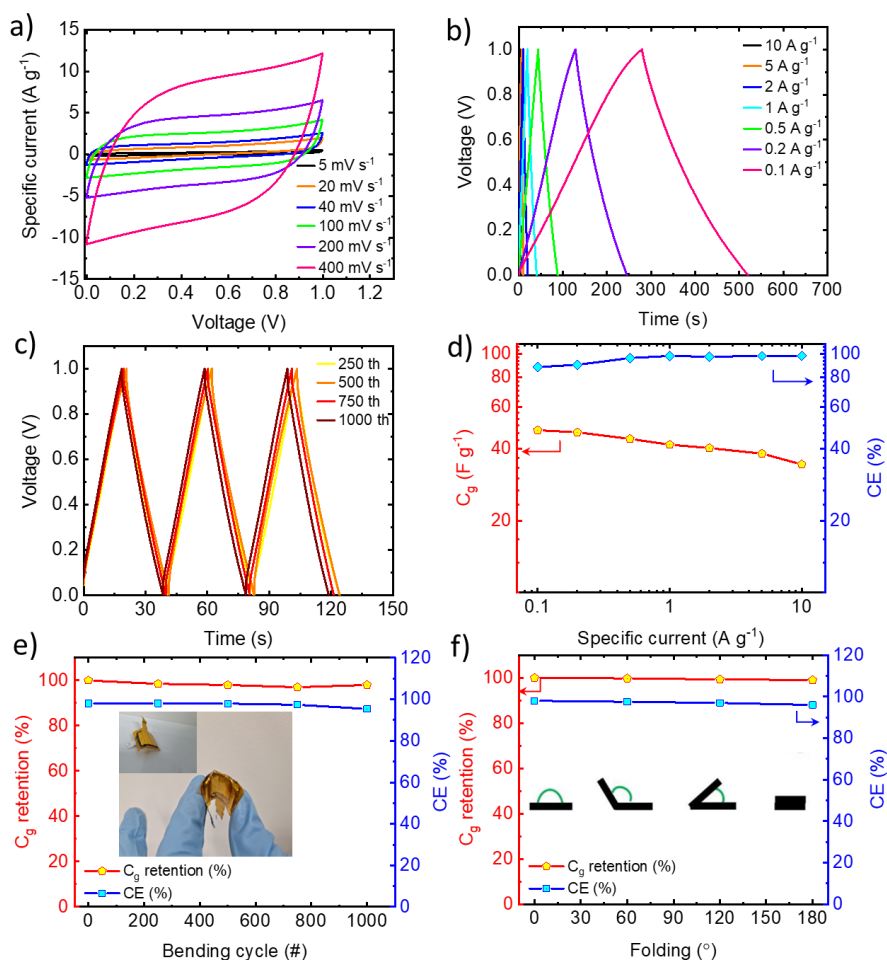 a)
Specific current (A g⁻¹)
15
10
5
0
-5
-10
-15
0.0 0.2 0.4 0.6 0.8 1.0 1.2
Voltage (V)
5 mV s⁻¹
20 mV s⁻¹
40 mV s⁻¹
100 mV s⁻¹
200 mV s⁻¹
400 mV s⁻¹
b)
Voltage (V)
1.0
0.8
0.6
0.4
0.2
0.0
0 100 200 300 400 500 600 700
Time (s)
10 A g⁻¹
5 A g⁻¹
2 A g⁻¹
1 A g⁻¹
0.5 A g⁻¹
0.2 A g⁻¹
0.1 A g⁻¹
c)
Voltage (V)
1.0
0.8
0.6
0.4
0.2
0.0
0 30 60 90 120 150
Time (s)
250 th
500 th
750 th
1000 th
d)
C_g (F g⁻¹)
100
80
60
40
20
0.1 1 10
Specific current (A g⁻¹)
100
80
60
40
20
CE (%)
e)
C_g retention (%)
100
80
60
40
20
0
0 250 500 750 1000
Bending cycle (#)
120
100
80
60
40
20
0
CE (%)
C_g retention (%)
CE (%)
f)
C_g retention (%)
100
80
60
40
20
0
0 30 60 90 120 150 180
Folding (°)
120
100
80
60
40
20
0
CE (%)
C_g retention (%)
CE (%)